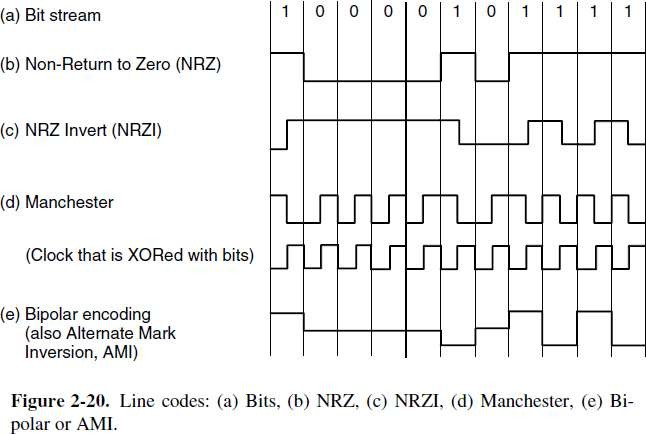 (a) Bit stream 1 0 0 0 0 1 0 1 1 1 1
(b) Non-Return to Zero (NRZ)
(c) NRZ Invert (NRZI)
(d) Manchester
(Clock that is XORed with bits)
(e) Bipolar encoding
(also Alternate Mark
Inversion, AMI)
Figure 2-20. Line codes: (a) Bits, (b) NRZ, (c) NRZI, (d) Manchester, (e) Bi-
polar or AMI.